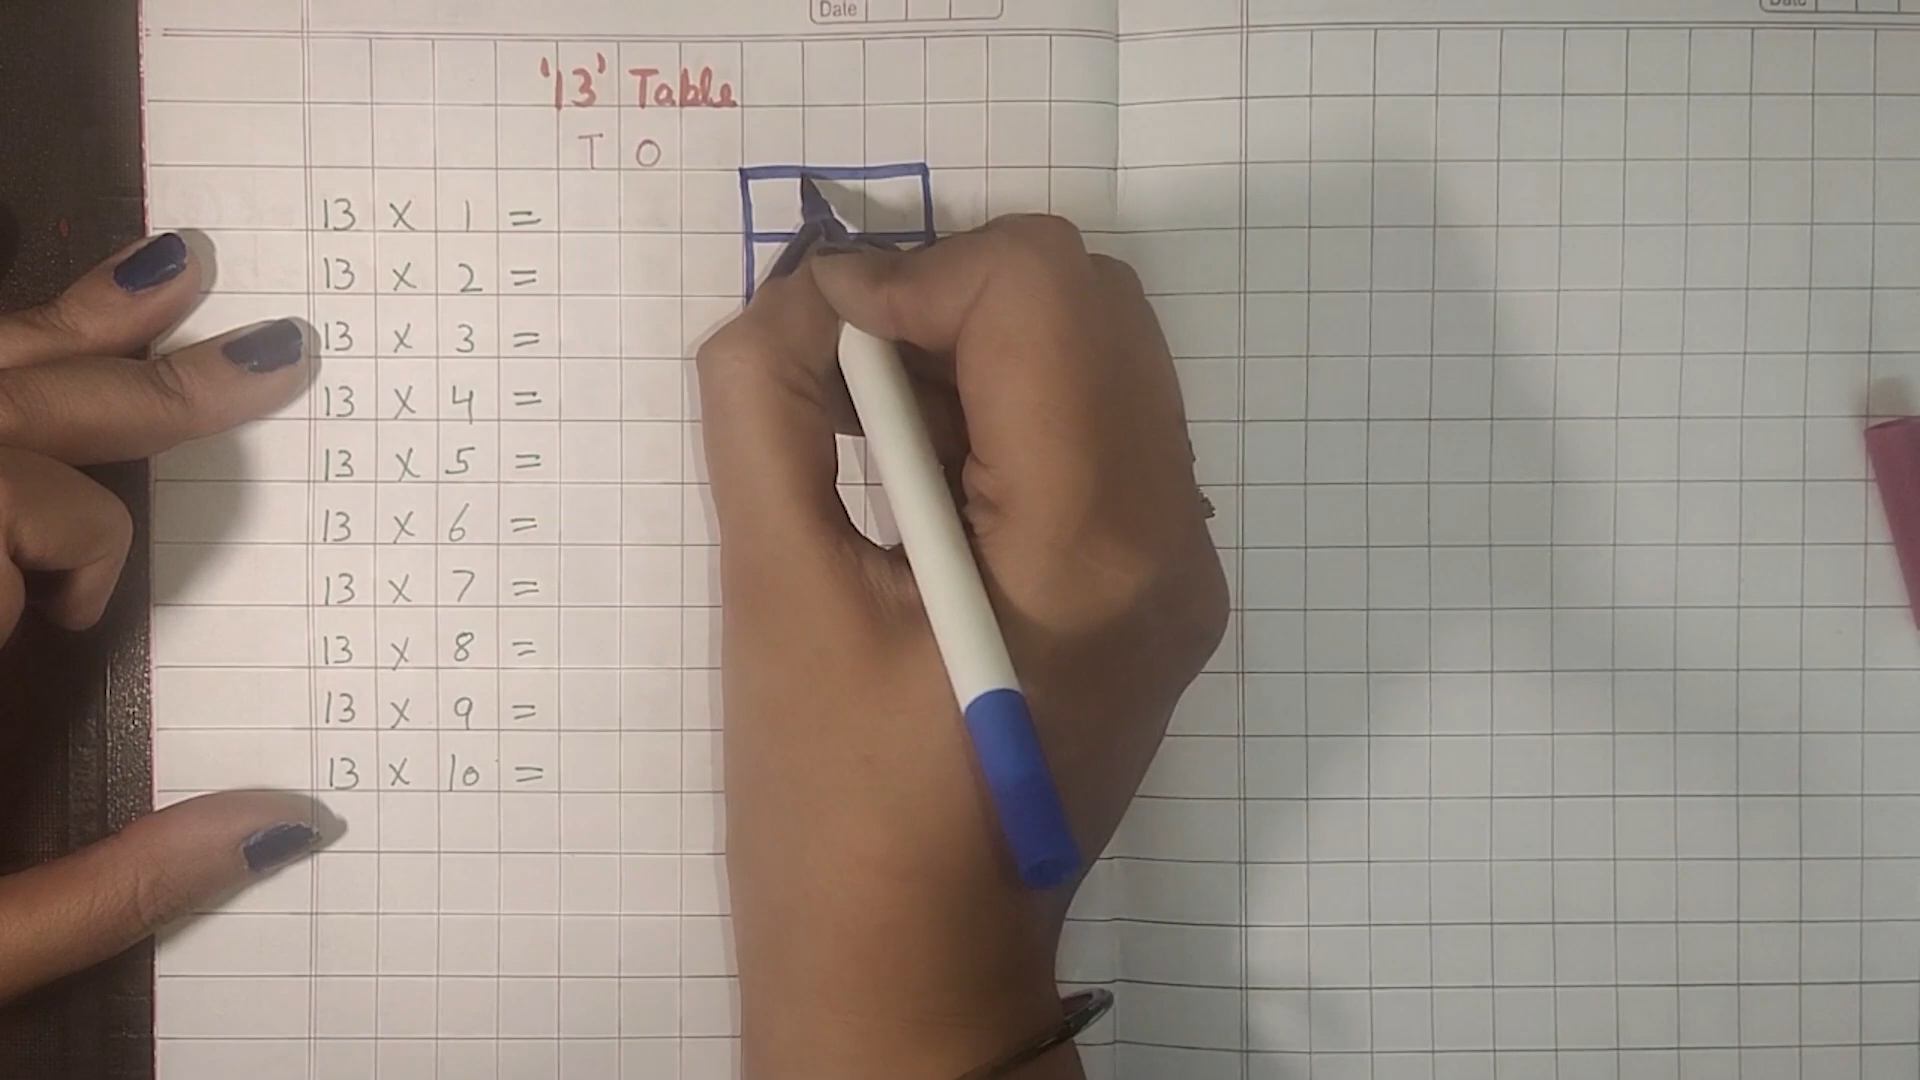 Date
Date
'13' Table
T O
13 X 1 =
13 X 2 =
13 X 3 =
13 X 4 =
13 X 5 =
13 X 6 =
13 X 7 =
13 X 8 =
13 X 9 =
13 X 10 =